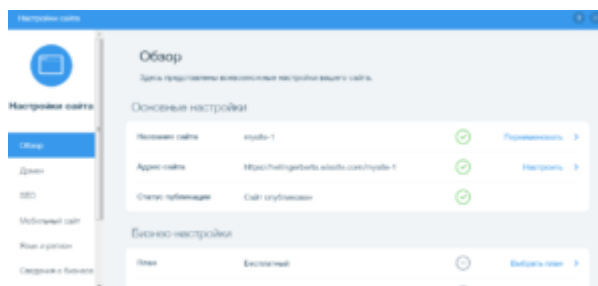 Настройки сайта
Обзор
Здесь представлены всевозможные настройки вашего сайта.
Настройки сайта
Основные настройки
Название сайта mysite-1 Переименовать
Обзор
Адрес сайта Настроить
Домен
SEO
Статус публикации Сайт опубликован
Мобильный сайт
Бизнес-настройки
Язык и регион
План Бесплатный Выбрать план
Сведения о бизнесе